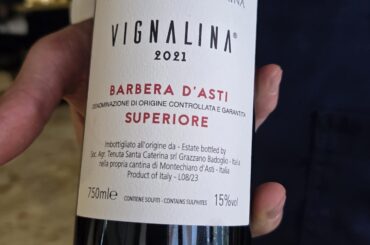 VIGNALINA®
2021
BARBERA D'ASTI
DENOMINAZIONE DI ORIGINE CONTROLLATA E GARANTITA
SUPERIORE
Imbottigliato all'origine da - Estate bottled by
Soc. Agr. Tenuta Santa Caterina srl Grazzano Badoglio - Italia
nella propria cantina di Montechiaro d'Asti - Italia
Product of Italy - L08/23
750ml e 15%vol
CONTIENE SOLFITI - CONTAINS SULPHITES